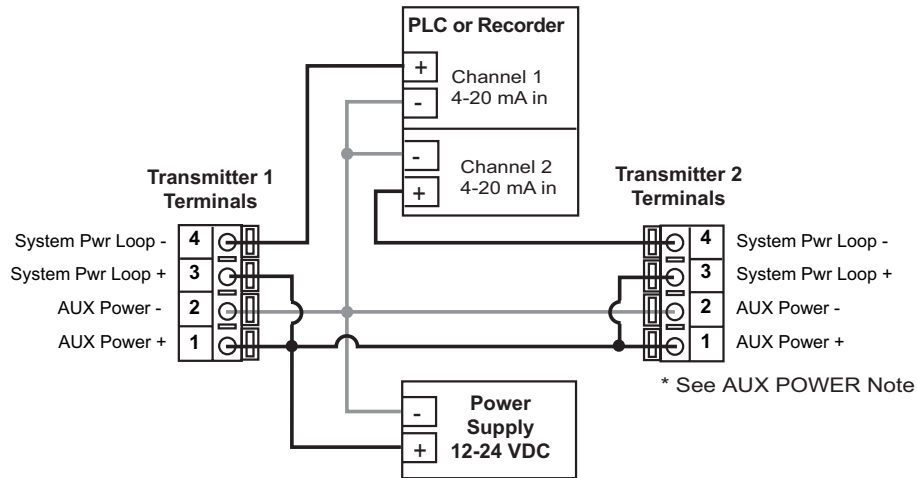 PLC or Recorder
+
Channel 1
4-20 mA in
-
-
Channel 2
4-20 mA in
+
Transmitter 1
Terminals
System Pwr Loop - 4
System Pwr Loop + 3
AUX Power - 2
AUX Power + 1
Transmitter 2
Terminals
4 System Pwr Loop -
3 System Pwr Loop +
2 AUX Power -
1 AUX Power +
* See AUX POWER Note
-
+
Power
Supply
12-24 VDC